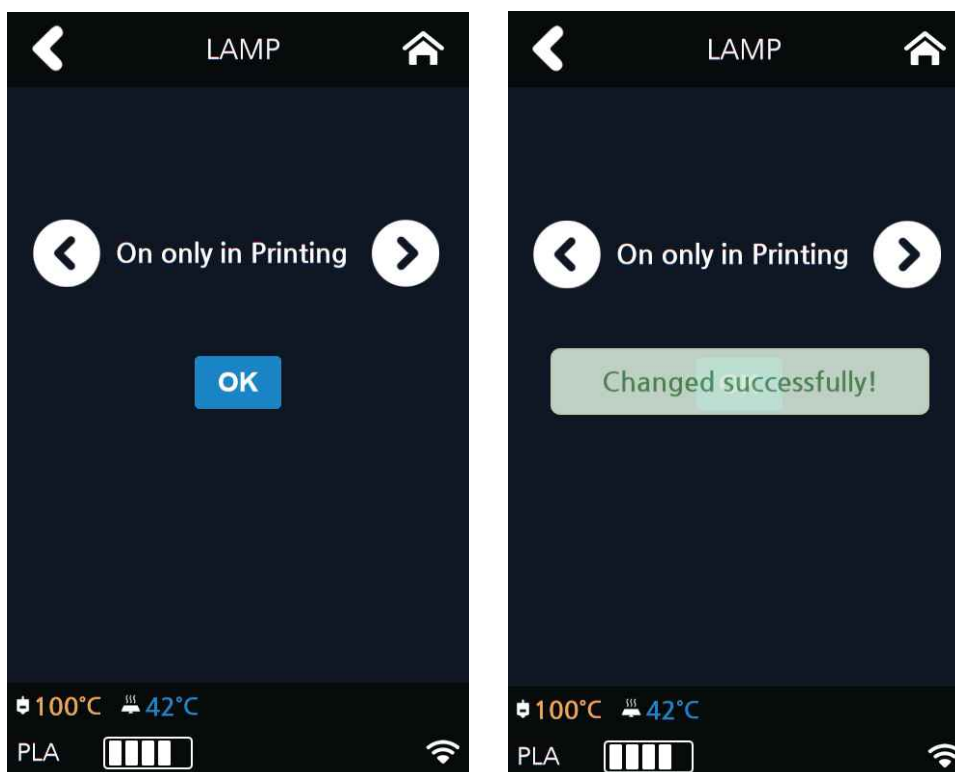 LAMP
On only in Printing
OK
100°C 42°C
PLA
LAMP
On only in Printing
Changed successfully!
100°C 42°C
PLA